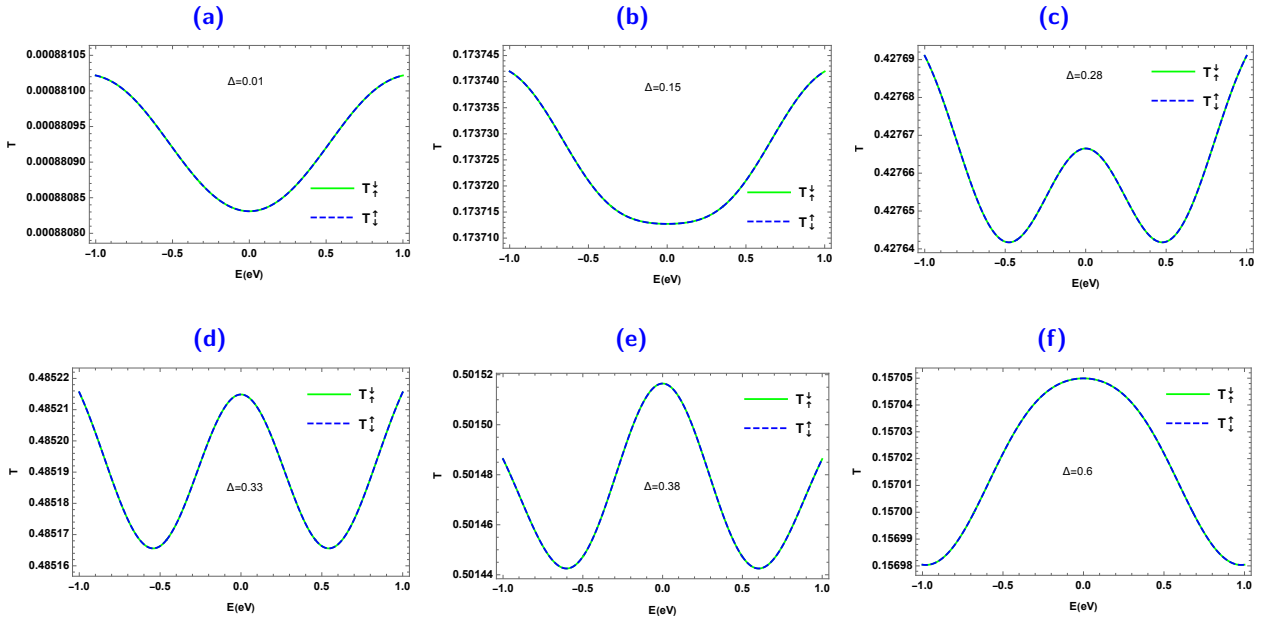 (a)
T
0.00088105
0.00088100
0.00088095
0.00088090
0.00088085
0.00088080
Δ=0.01
T↑↓
T↓↑
-1.0 -0.5 0.0 0.5 1.0
E(eV)
(b)
T
0.173745
0.173740
0.173735
0.173730
0.173725
0.173720
0.173715
0.173710
Δ=0.15
T↑↓
T↓↑
-1.0 -0.5 0.0 0.5 1.0
E(eV)
(c)
T
0.42769
0.42768
0.42767
0.42766
0.42765
0.42764
Δ=0.28
T↑↓
T↓↑
-1.0 -0.5 0.0 0.5 1.0
E(eV)
(d)
T
0.48522
0.48521
0.48520
0.48519
0.48518
0.48517
0.48516
Δ=0.33
T↑↓
T↓↑
-1.0 -0.5 0.0 0.5 1.0
E(eV)
(e)
T
0.50152
0.50150
0.50148
0.50146
0.50144
Δ=0.38
T↑↓
T↓↑
-1.0 -0.5 0.0 0.5 1.0
E(eV)
(f)
T
0.15705
0.15704
0.15703
0.15702
0.15701
0.15700
0.15699
0.15698
Δ=0.6
T↑↓
T↓↑
-1.0 -0.5 0.0 0.5 1.0
E(eV)